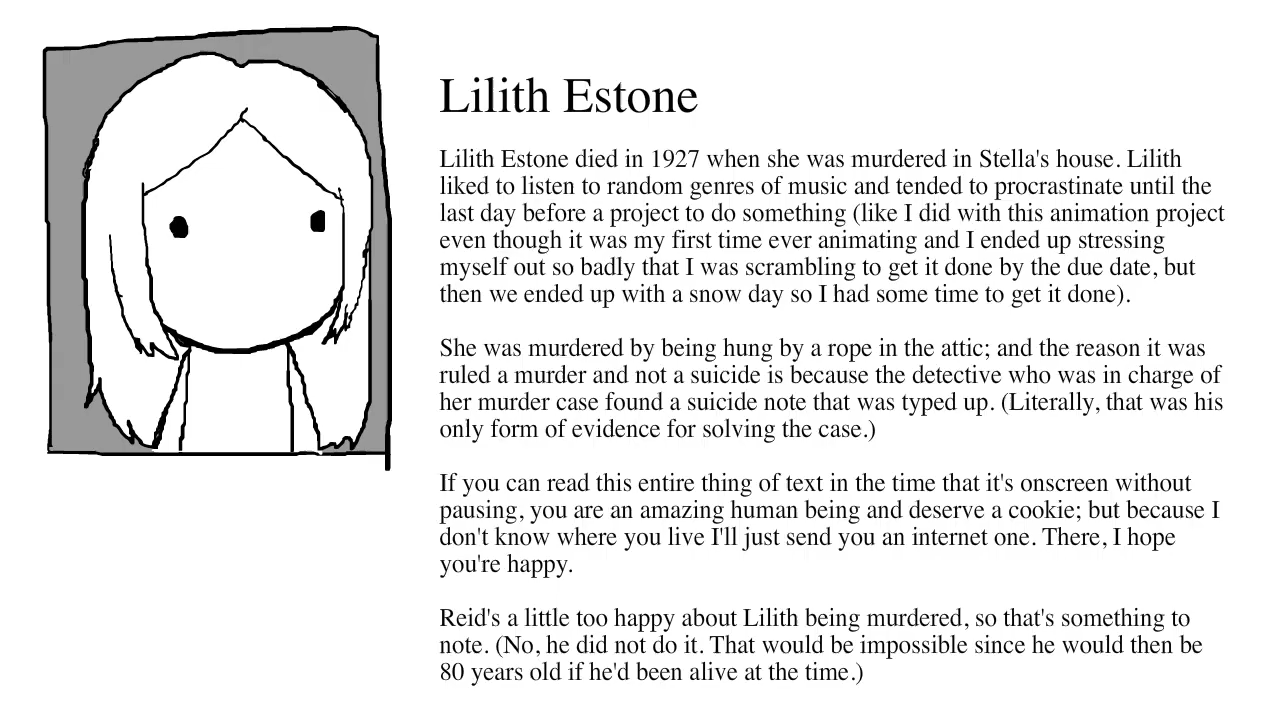 Lilith Estone
Lilith Estone died in 1927 when she was murdered in Stella's house. Lilith
liked to listen to random genres of music and tended to procrastinate until the
last day before a project to do something (like I did with this animation project
even though it was my first time ever animating and I ended up stressing
myself out so badly that I was scrambling to get it done by the due date, but
then we ended up with a snow day so I had some time to get it done).
She was murdered by being hung by a rope in the attic; and the reason it was
ruled a murder and not a suicide is because the detective who was in charge of
her murder case found a suicide note that was typed up. (Literally, that was his
only form of evidence for solving the case.)
If you can read this entire thing of text in the time that it's onscreen without
pausing, you are an amazing human being and deserve a cookie; but because I
don't know where you live I'll just send you an internet one. There, I hope
you're happy.
Reid's a little too happy about Lilith being murdered, so that's something to
note. (No, he did not do it. That would be impossible since he would then be
80 years old if he'd been alive at the time.)